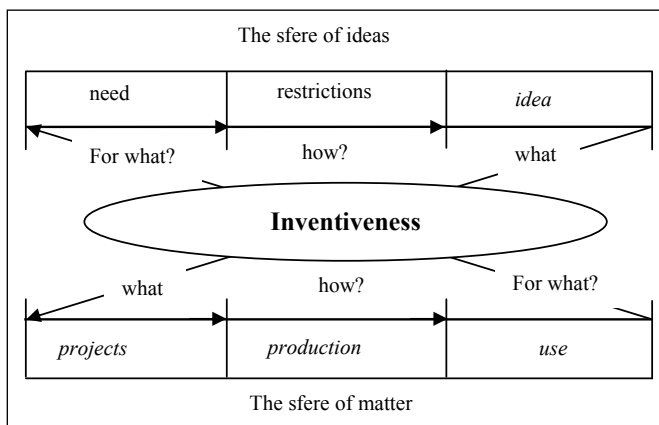 The sfere of ideas
need restrictions idea
For what? how? what
Inventiveness
what how? For what?
projects production use
The sfere of matter